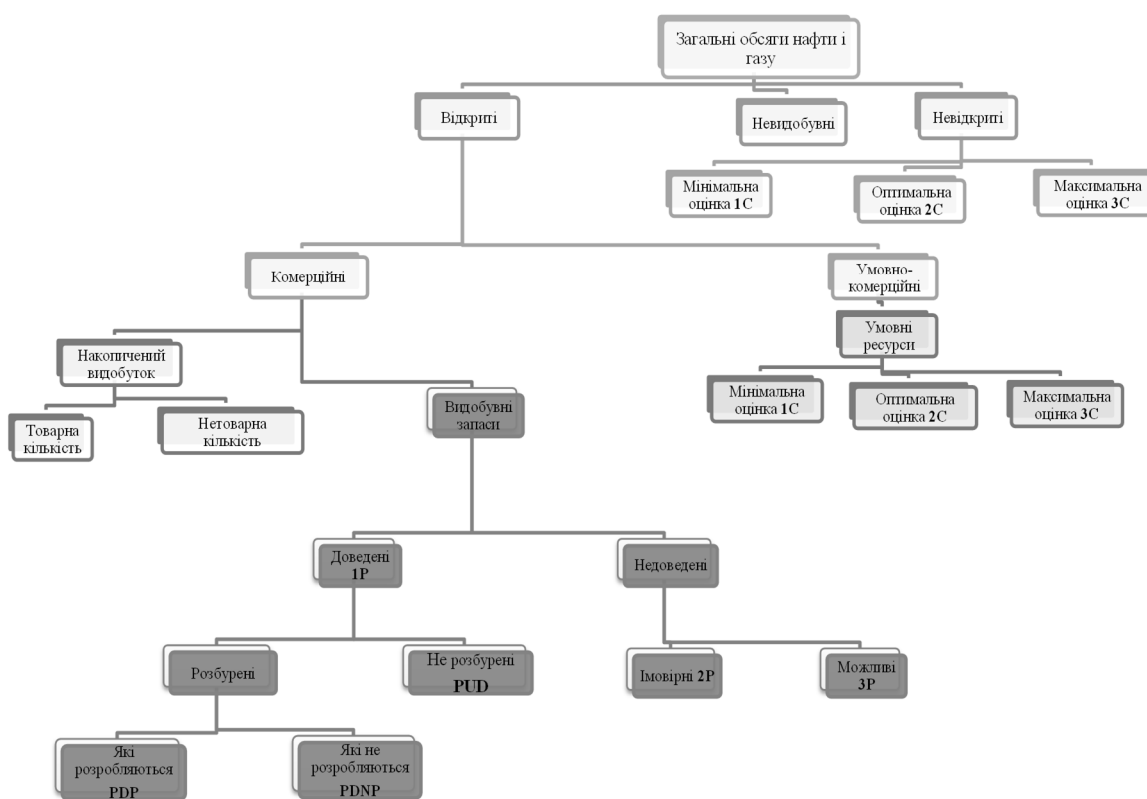 Загальні обсяги нафти і
газу
Відкриті
Невидобувні
Невідкриті
Мінімальна
оцінка 1С
Оптимальна
оцінка 2С
Максимальна
оцінка 3С
Комерційні
Умовно-
комерційні
Накопичений
видобуток
Умовні
ресурси
Товарна
кількість
Нетоварна
кількість
Видобувні
запаси
Мінімальна
оцінка 1С
Оптимальна
оцінка 2С
Максимальна
оцінка 3С
Доведені
1Р
Недоведені
Розбурені
Не розбурені
PUD
Імовірні 2Р
Можливі
3Р
Які
розробляються
PDP
Які не
розробляються
PDNP